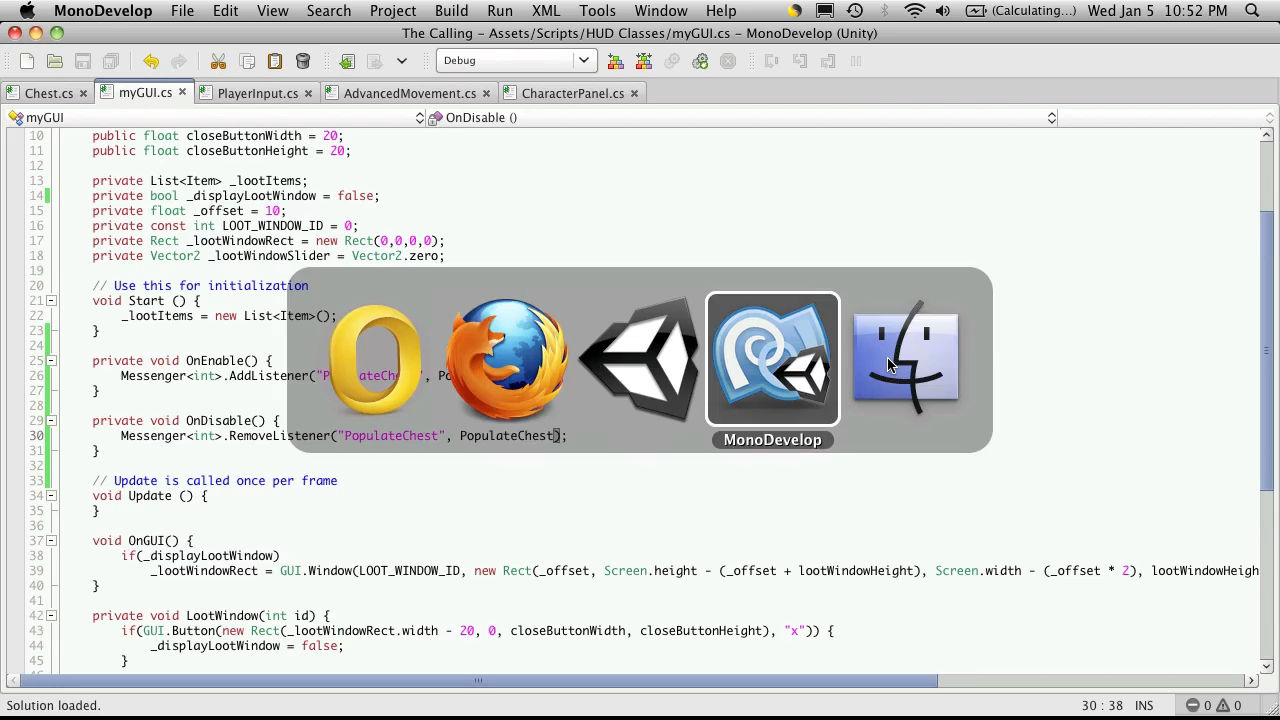 MonoDevelop File Edit View Search Project Build Run XML Tools Window Help (Calculating...) Wed Jan 5 10:52 PM
The Calling - Assets/Scripts/HUD Classes/myGUI.cs - MonoDevelop (Unity)
Debug
Chest.cs myGUI.cs PlayerInput.cs AdvancedMovement.cs CharacterPanel.cs
myGUI OnDisable ()
10 public float closeButtonWidth = 20;
11 public float closeButtonHeight = 20;
12
13 private List<Item> _lootItems;
14 private bool _displayLootWindow = false;
15 private float _offset = 10;
16 private const int LOOT_WINDOW_ID = 0;
17 private Rect _lootWindowRect = new Rect(0,0,0,0);
18 private Vector2 _lootWindowSlider = Vector2.zero;
19
20 // Use this for initialization
21 void Start () {
22 _lootItems = new List<Item>();
23 }
24
25 private void OnEnable() {
26 Messenger<int>.AddListener("P ateCh ", Po
27 }
28
29 private void OnDisable() {
30 Messenger<int>.RemoveListener("PopulateChest", PopulateChest);
31 }
32
33 // Update is called once per frame
34 void Update () {
35 }
36
37 void OnGUI() {
38 if(_displayLootWindow)
39 _lootWindowRect = GUI.Window(LOOT_WINDOW_ID, new Rect(_offset, Screen.height - (_offset + lootWindowHeight), Screen.width - (_offset * 2), lootWindowHeigh
40 }
41
42 private void LootWindow(int id) {
43 if(GUI.Button(new Rect(_lootWindowRect.width - 20, 0, closeButtonWidth, closeButtonHeight), "x")) {
44 _displayLootWindow = false;
45 }
MonoDevelop
Solution loaded. 30 : 38 INS 0 0